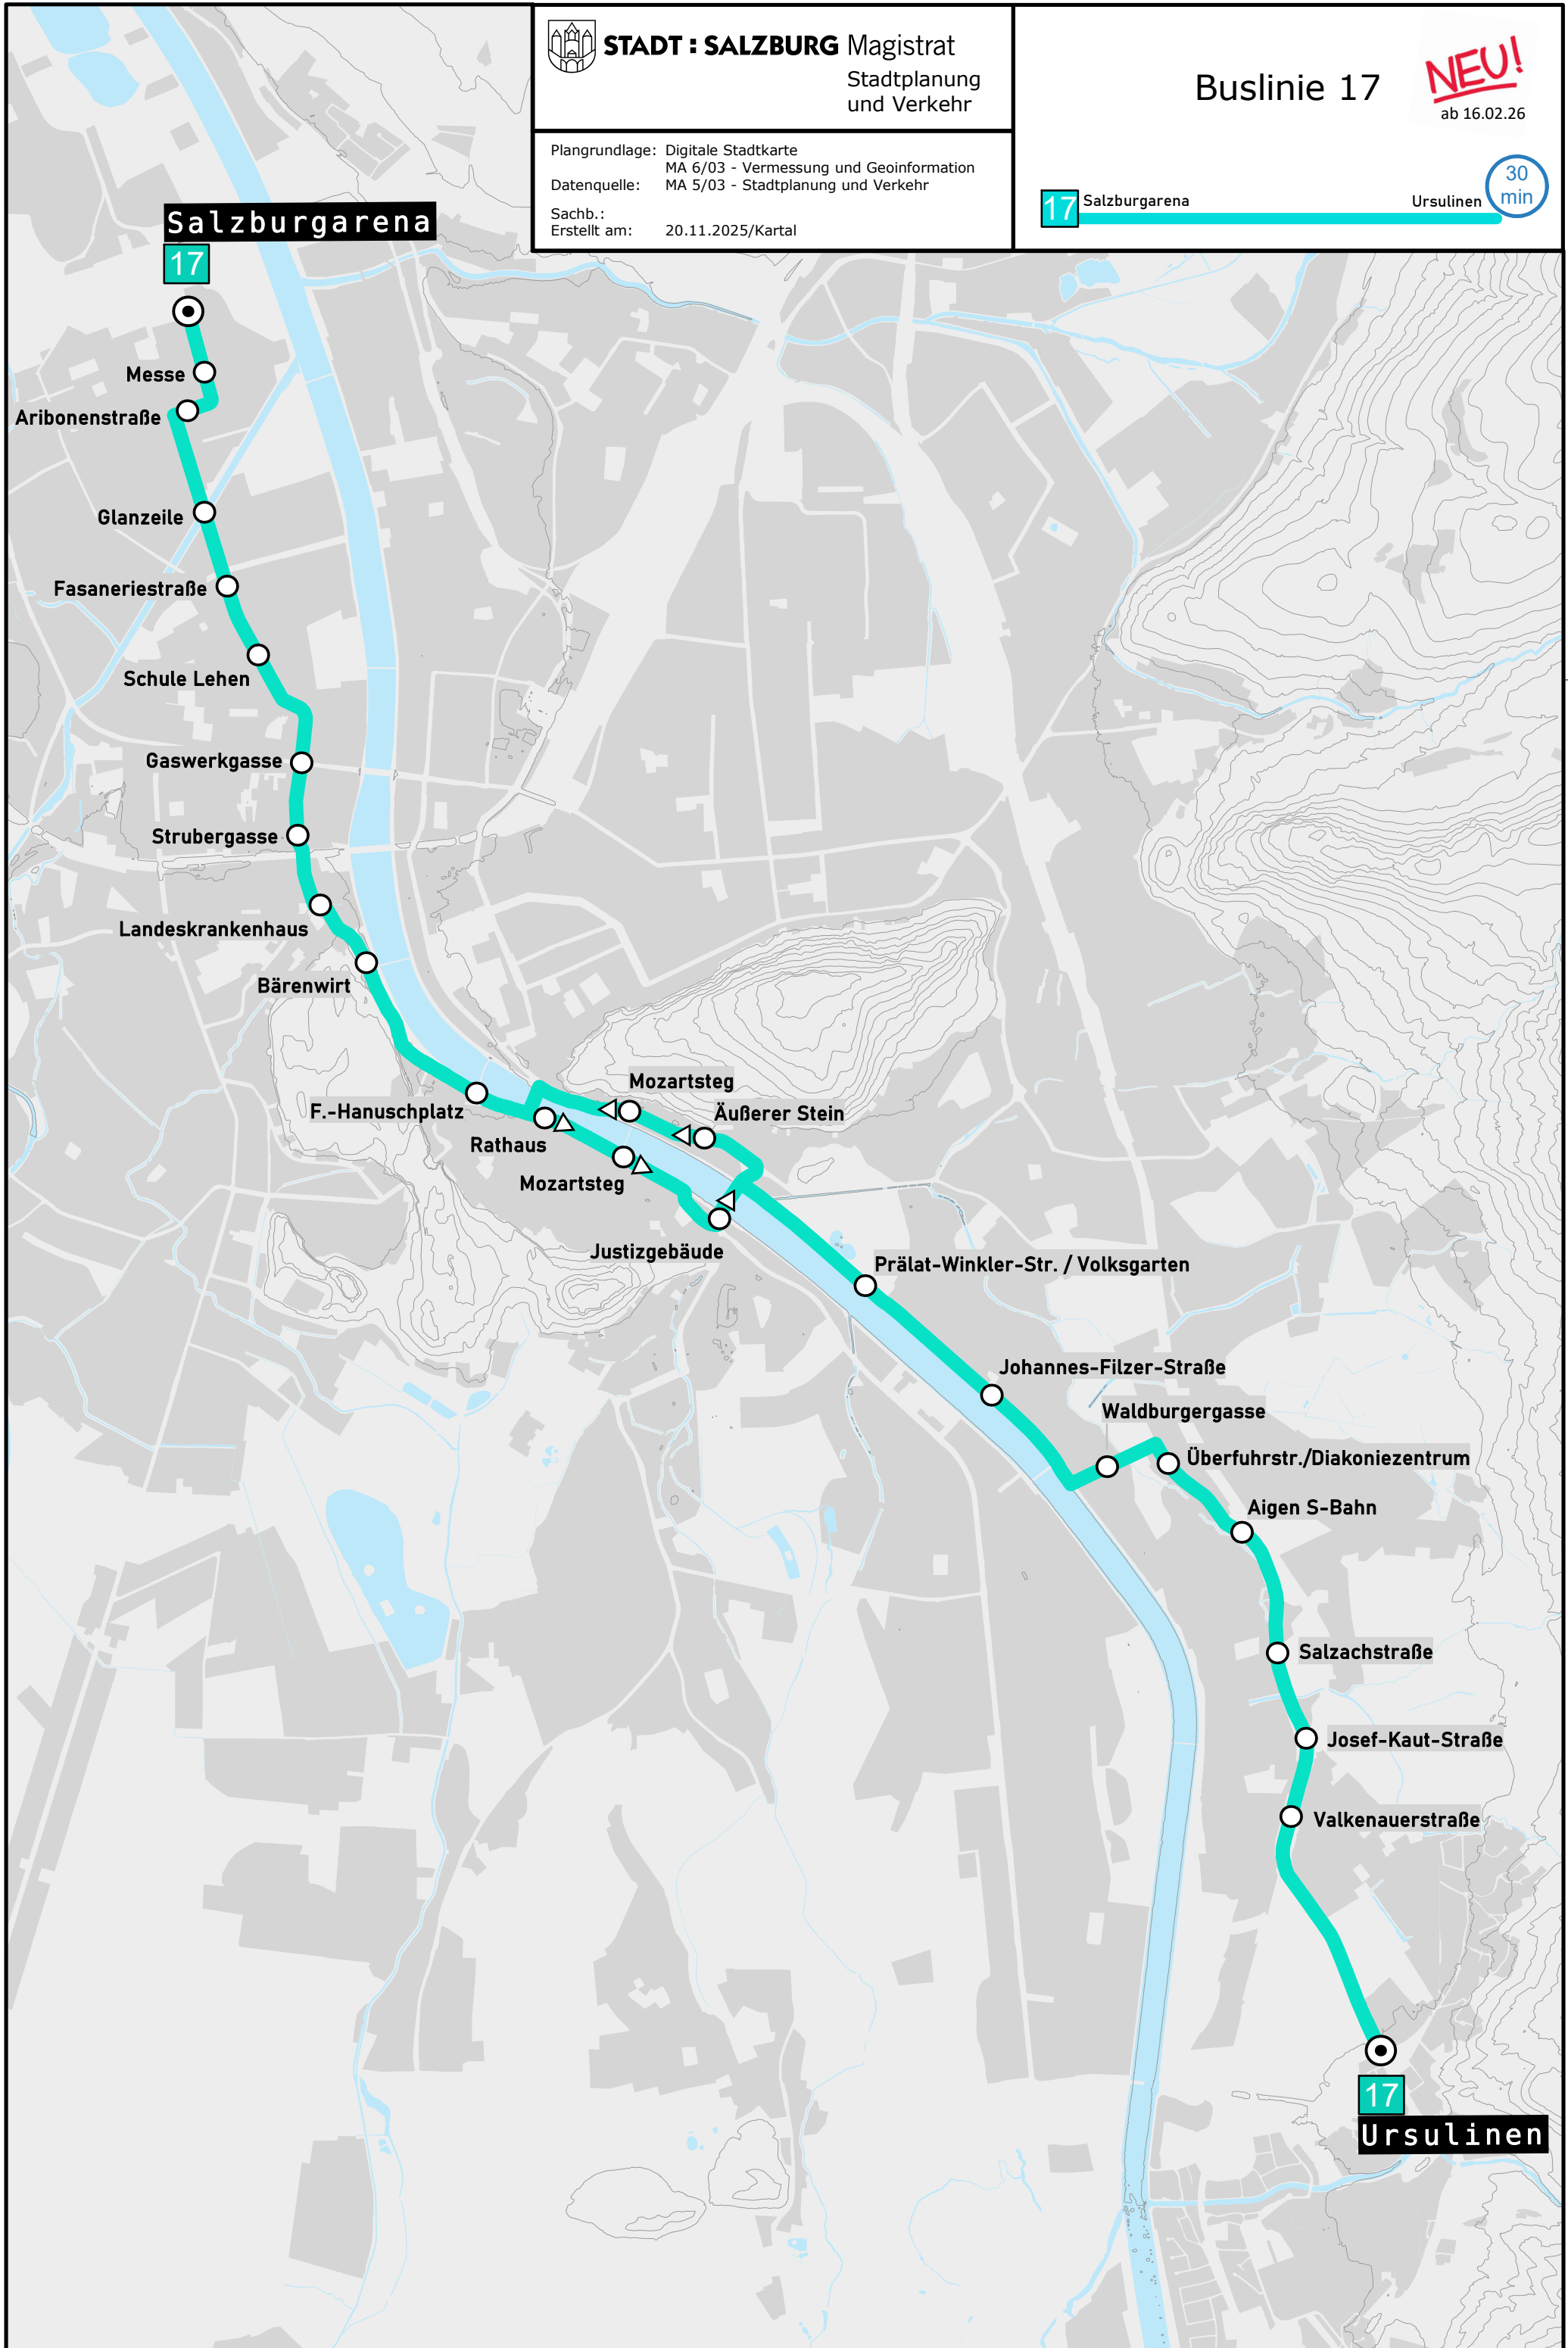 STADT : SALZBURG Magistrat
Stadtplanung
und Verkehr
Plangrundlage: Digitale Stadtkarte
MA 6/03 - Vermessung und Geoinformation
Datenquelle: MA 5/03 - Stadtplanung und Verkehr
Sachb.:
Erstellt am: 20.11.2025/Kartal
Buslinie 17
NEU!
ab 16.02.26
17 Salzburgarena Ursulinen
30
min
Salzburgarena
17
Messe
Aribonenstraße
Glanzeile
Fasaneriestraße
Schule Lehen
Gaswerkgasse
Strubergasse
Landeskrankenhaus
Bärenwirt
F.-Hanuschplatz
Mozartsteg
Äußerer Stein
Rathaus
Mozartsteg
Justizgebäude
Prälat-Winkler-Str. / Volksgarten
Johannes-Filzer-Straße
Waldburgergasse
Überfuhrstr./Diakoniezentrum
Aigen S-Bahn
Salzachstraße
Josef-Kaut-Straße
Valkenauerstraße
17
Ursulinen